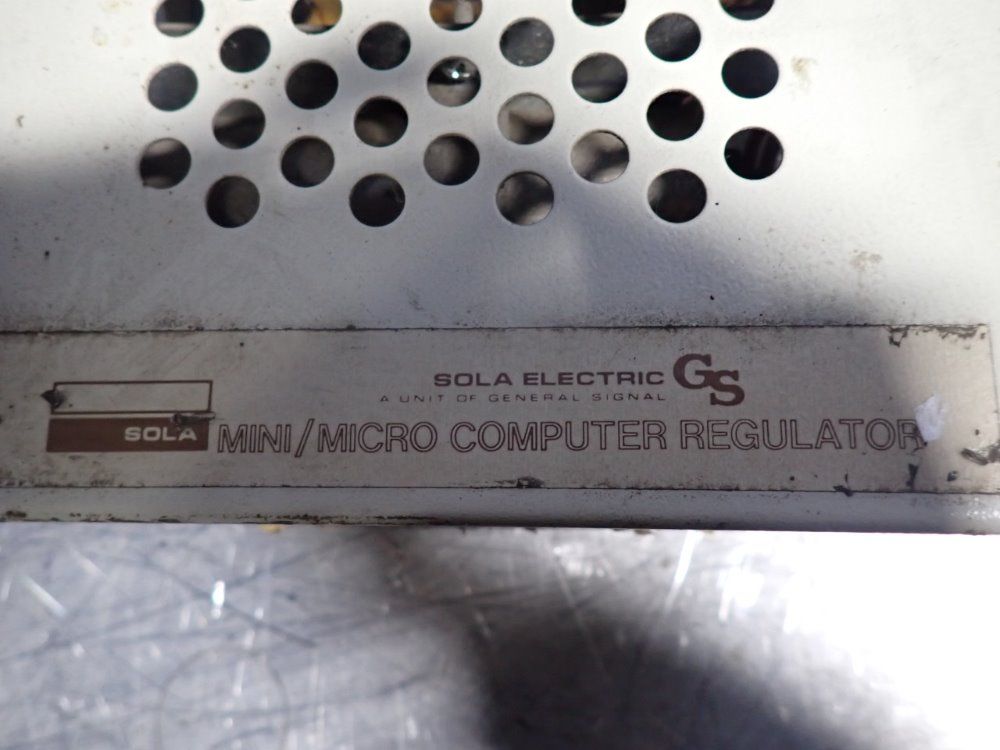 SOLA ELECTRIC GS
A UNIT OF GENERAL SIGNAL
SOLA MINI/MICRO COMPUTER REGULATOR